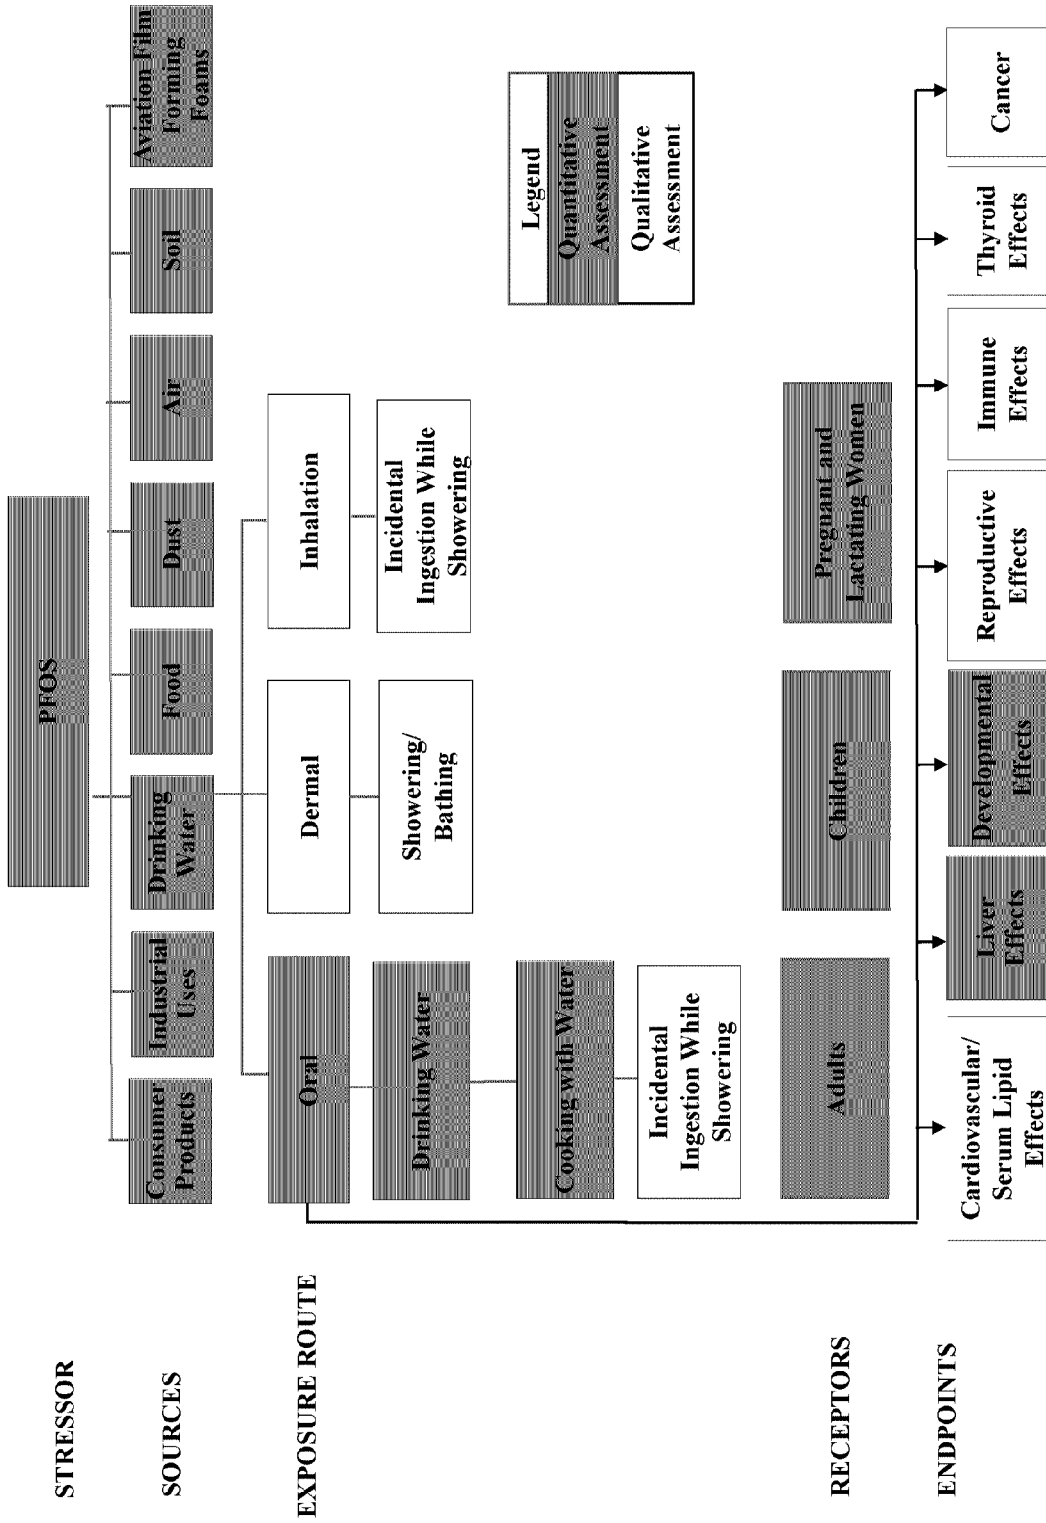 STRESSOR
PFOS
SOURCES
Consumer
Products
Industrial
Uses
Drinking
Water
Food
Dust
Air
Soil
Aviation Film
Forming
Foams
EXPOSURE ROUTE
Oral
Dermal
Inhalation
Drinking Water
Showering/
Bathing
Incidental
Ingestion While
Showering
Cooking with Water
Incidental
Ingestion While
Showering
Legend
Quantitative
Assessment
Qualitative
Assessment
RECEPTORS
Adults
Children
Pregnant and
Lactating Women
ENDPOINTS
Cardiovascular/
Serum Lipid
Effects
Liver
Effects
Developmental
Effects
Reproductive
Effects
Immune
Effects
Thyroid
Effects
Cancer